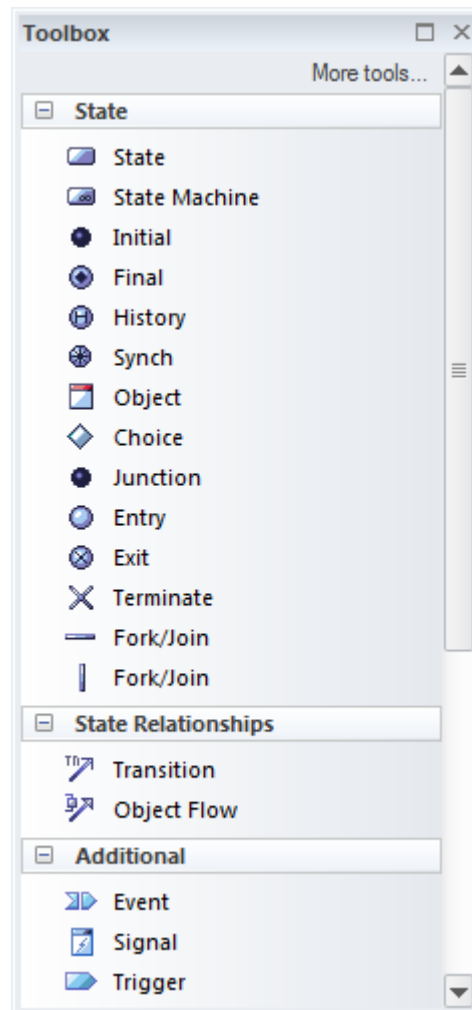 Toolbox
More tools...
State
State
State Machine
Initial
Final
History
Synch
Object
Choice
Junction
Entry
Exit
Terminate
Fork/Join
Fork/Join
State Relationships
Transition
Object Flow
Additional
Event
Signal
Trigger